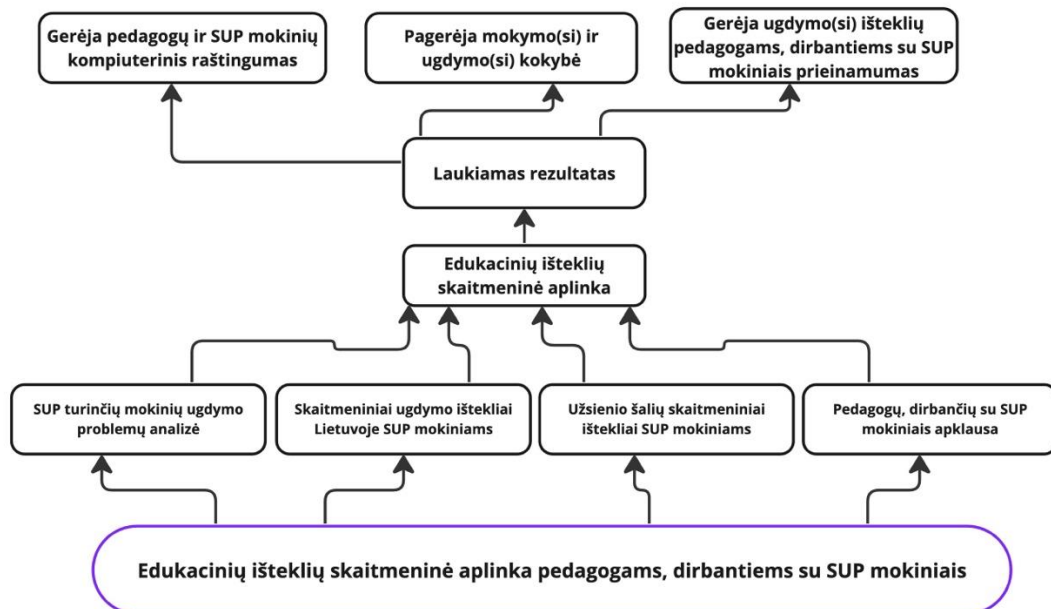 Gerėja pedagogų ir SUP mokinių
kompiuterinis raštingumas
Pagerėja mokymo(si) ir
ugdymo(si) kokybė
Gerėja ugdymo(si) išteklių
pedagogams, dirbantiems su SUP
mokiniais prieinamumas
Laukiamas rezultatas
Edukacinių išteklių
skaitmeninė aplinka
SUP turinčių mokinių ugdymo
problemų analizė
Skaitmeniniai ugdymo ištekliai
Lietuvoje SUP mokiniams
Užsienio šalių skaitmeniniai
ištekliai SUP mokiniams
Pedagogų, dirbančių su SUP
mokiniais apklausa
Edukacinių išteklių skaitmeninė aplinka pedagogams, dirbantiems su SUP mokiniais